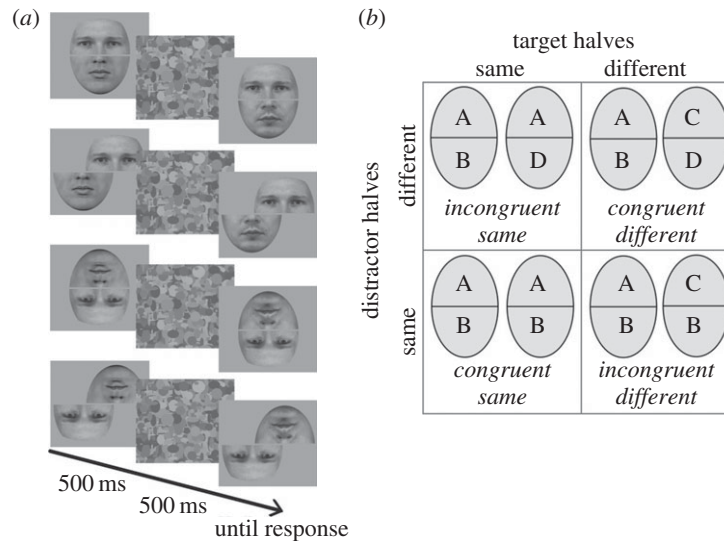 (a)
500 ms
500 ms
until response
(b)
target halves
same different
distractor halves
different
A A A C
B D B D
incongruent congruent
same different
same
A A A C
B B B B
congruent incongruent
same different